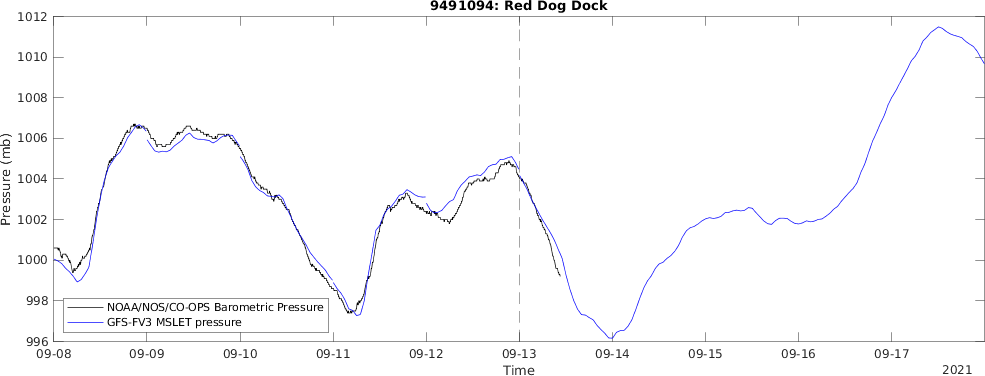 9491094: Red Dog Dock
Pressure (mb)
1012
1010
1008
1006
1004
1002
1000
998
996
NOAA/NOS/CO-OPS Barometric Pressure
GFS-FV3 MSLET pressure
09-08 09-09 09-10 09-11 09-12 09-13 09-14 09-15 09-16 09-17
Time
2021